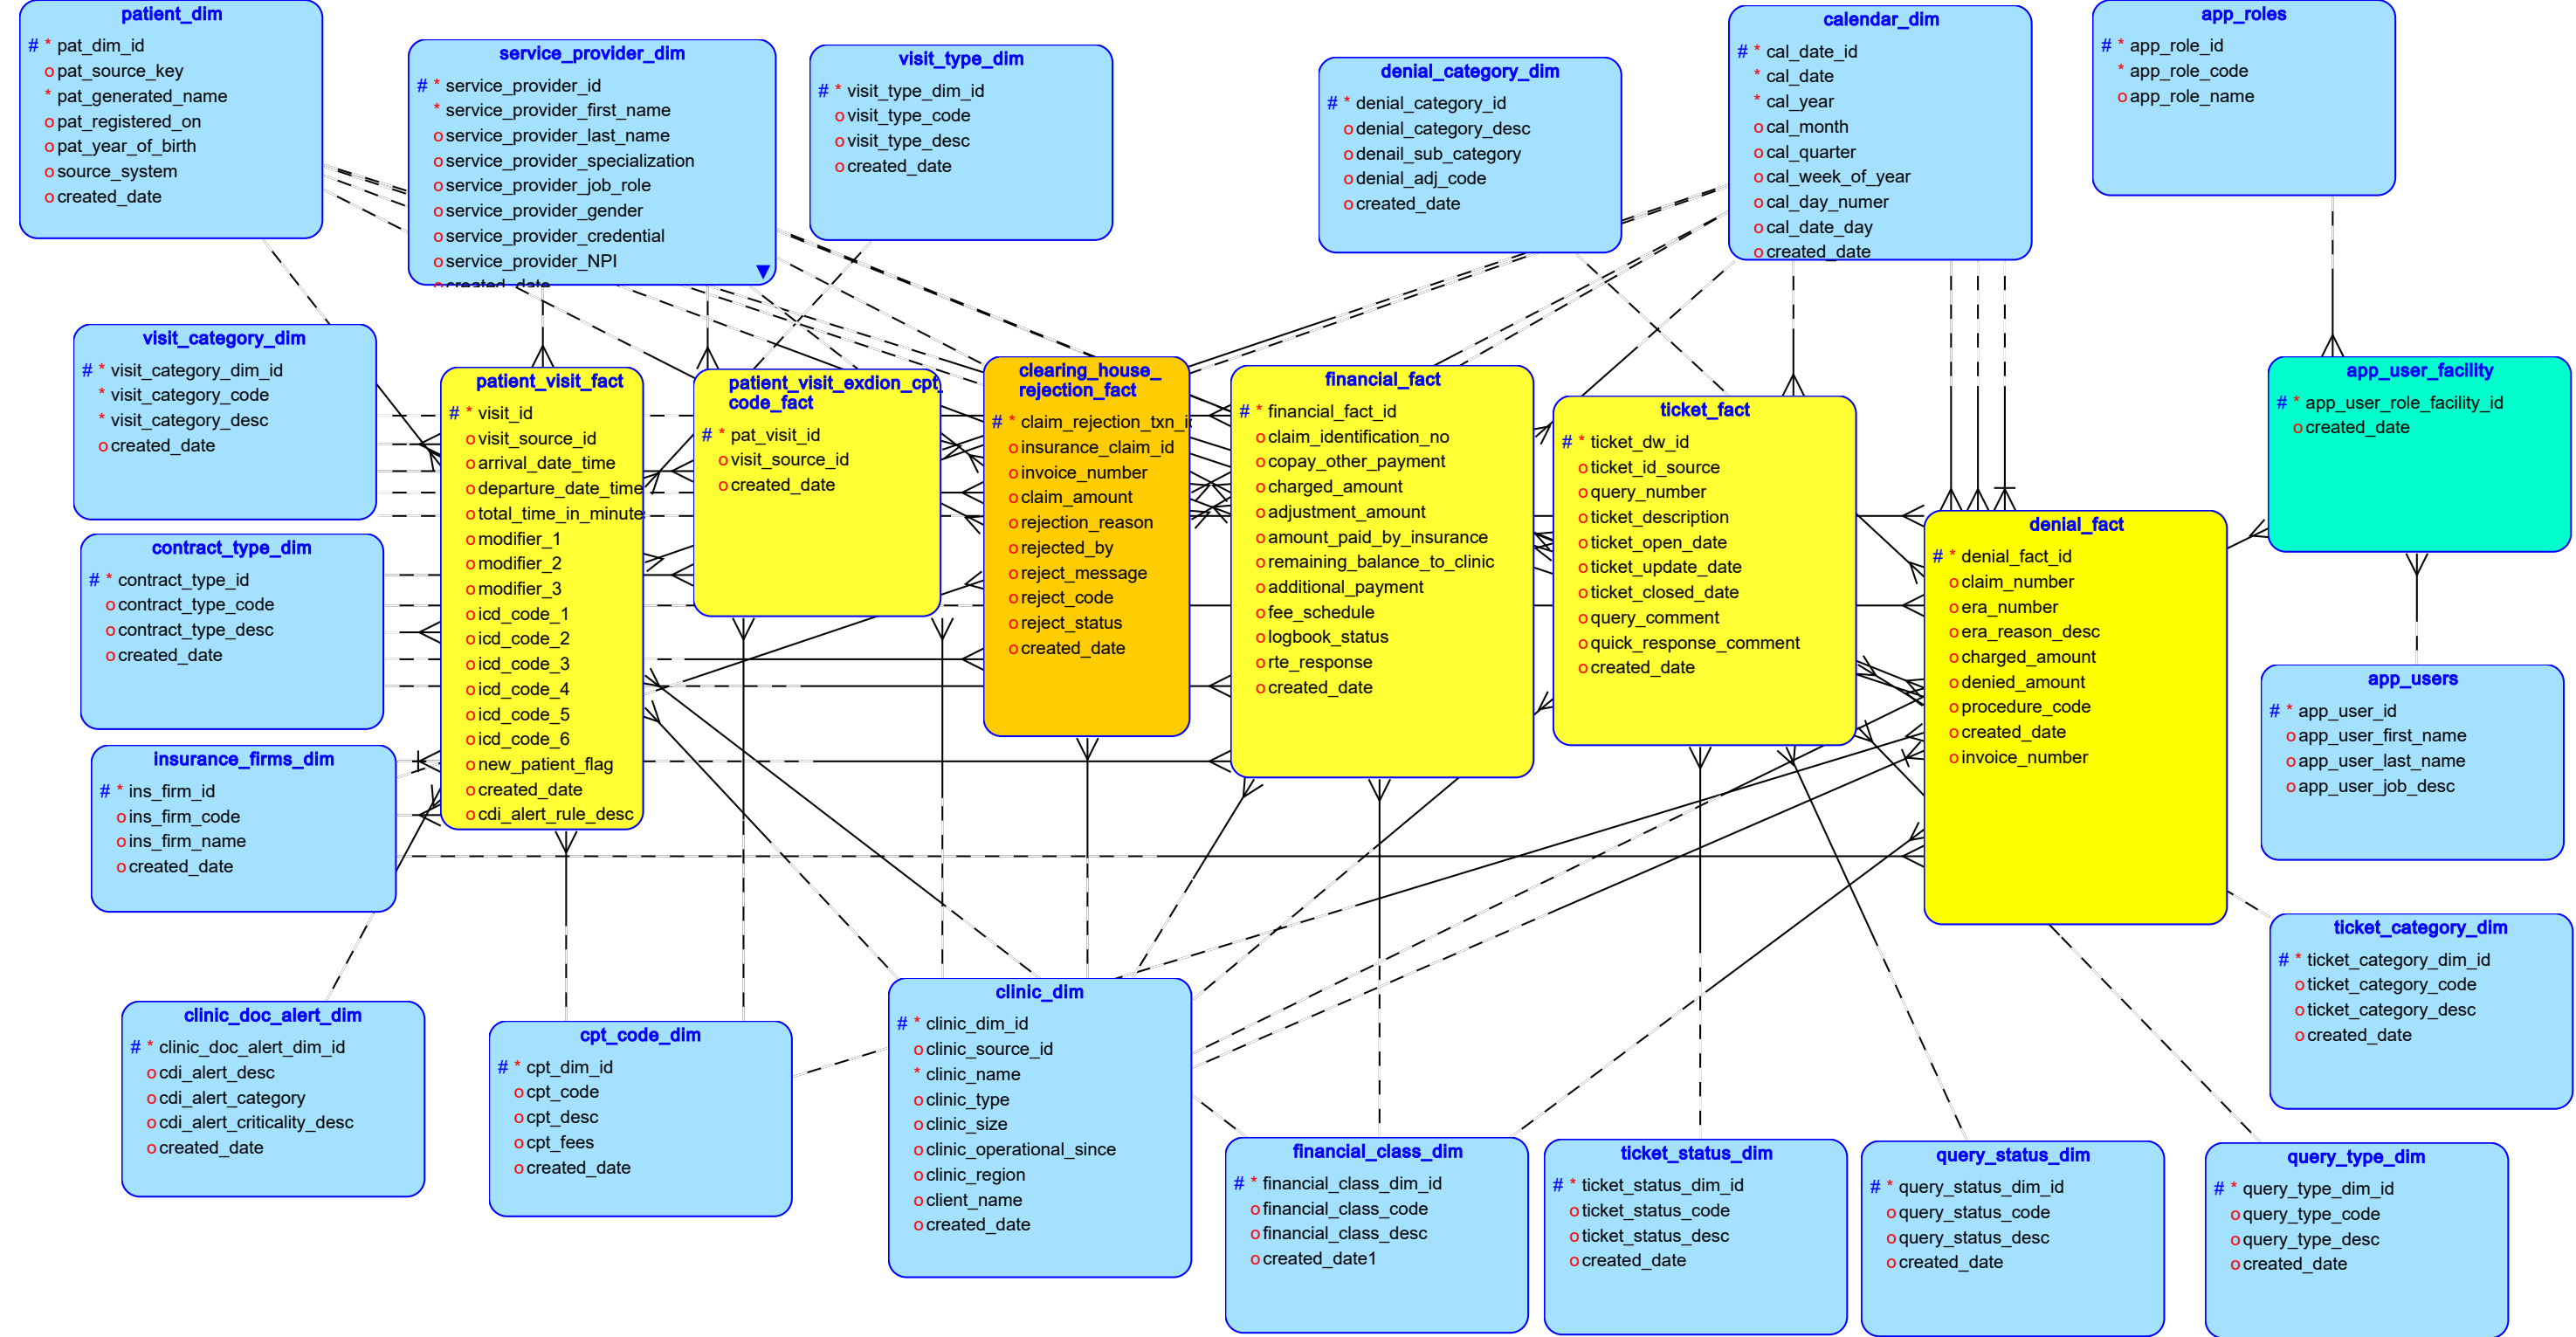 patient_dim
# * pat_dim_id
o pat_source_key
* pat_generated_name
o pat_registered_on
o pat_year_of_birth
o source_system
o created_date
service_provider_dim
# * service_provider_id
* service_provider_first_name
o service_provider_last_name
o service_provider_specialization
o service_provider_job_role
o service_provider_gender
o service_provider_credential
o service_provider_NPI
o created_date
visit_type_dim
# * visit_type_dim_id
o visit_type_code
o visit_type_desc
o created_date
denial_category_dim
# * denial_category_id
o denial_category_desc
o denail_sub_category
o denial_adj_code
o created_date
calendar_dim
# * cal_date_id
* cal_date
* cal_year
o cal_month
o cal_quarter
o cal_week_of_year
o cal_day_numer
o cal_date_day
o created_date
app_roles
# * app_role_id
* app_role_code
o app_role_name
visit_category_dim
# * visit_category_dim_id
* visit_category_code
* visit_category_desc
o created_date
patient_visit_fact
# * visit_id
o visit_source_id
o arrival_date_time
o departure_date_time
o total_time_in_minute
o modifier_1
o modifier_2
o modifier_3
o icd_code_1
o icd_code_2
o icd_code_3
o icd_code_4
o icd_code_5
o icd_code_6
o new_patient_flag
o created_date
o cdi_alert_rule_desc
patient_visit_exdion_cpt_
code_fact
# * pat_visit_id
o visit_source_id
o created_date
clearing_house_
rejection_fact
# * claim_rejection_txn_i
o insurance_claim_id
o invoice_number
o claim_amount
o rejection_reason
o rejected_by
o reject_message
o reject_code
o reject_status
o created_date
financial_fact
# * financial_fact_id
o claim_identification_no
o copay_other_payment
o charged_amount
o adjustment_amount
o amount_paid_by_insurance
o remaining_balance_to_clinic
o additional_payment
o fee_schedule
o logbook_status
o rte_response
o created_date
ticket_fact
# * ticket_dw_id
o ticket_id_source
o query_number
o ticket_description
o ticket_open_date
o ticket_update_date
o ticket_closed_date
o query_comment
o quick_response_comment
o created_date
denial_fact
# * denial_fact_id
o claim_number
o era_number
o era_reason_desc
o charged_amount
o denied_amount
o procedure_code
o created_date
o invoice_number
app_user_facility
# * app_user_role_facility_id
o created_date
contract_type_dim
# * contract_type_id
o contract_type_code
o contract_type_desc
o created_date
app_users
# * app_user_id
o app_user_first_name
o app_user_last_name
o app_user_job_desc
insurance_firms_dim
# * ins_firm_id
o ins_firm_code
o ins_firm_name
o created_date
ticket_category_dim
# * ticket_category_dim_id
o ticket_category_code
o ticket_category_desc
o created_date
clinic_doc_alert_dim
# * clinic_doc_alert_dim_id
o cdi_alert_desc
o cdi_alert_category
o cdi_alert_criticality_desc
o created_date
cpt_code_dim
# * cpt_dim_id
o cpt_code
o cpt_desc
o cpt_fees
o created_date
clinic_dim
# * clinic_dim_id
o clinic_source_id
* clinic_name
o clinic_type
o clinic_size
o clinic_operational_since
o clinic_region
o client_name
o created_date
financial_class_dim
# * financial_class_dim_id
o financial_class_code
o financial_class_desc
o created_date1
ticket_status_dim
# * ticket_status_dim_id
o ticket_status_code
o ticket_status_desc
o created_date
query_status_dim
# * query_status_dim_id
o query_status_code
o query_status_desc
o created_date
query_type_dim
# * query_type_dim_id
o query_type_code
o query_type_desc
o created_date